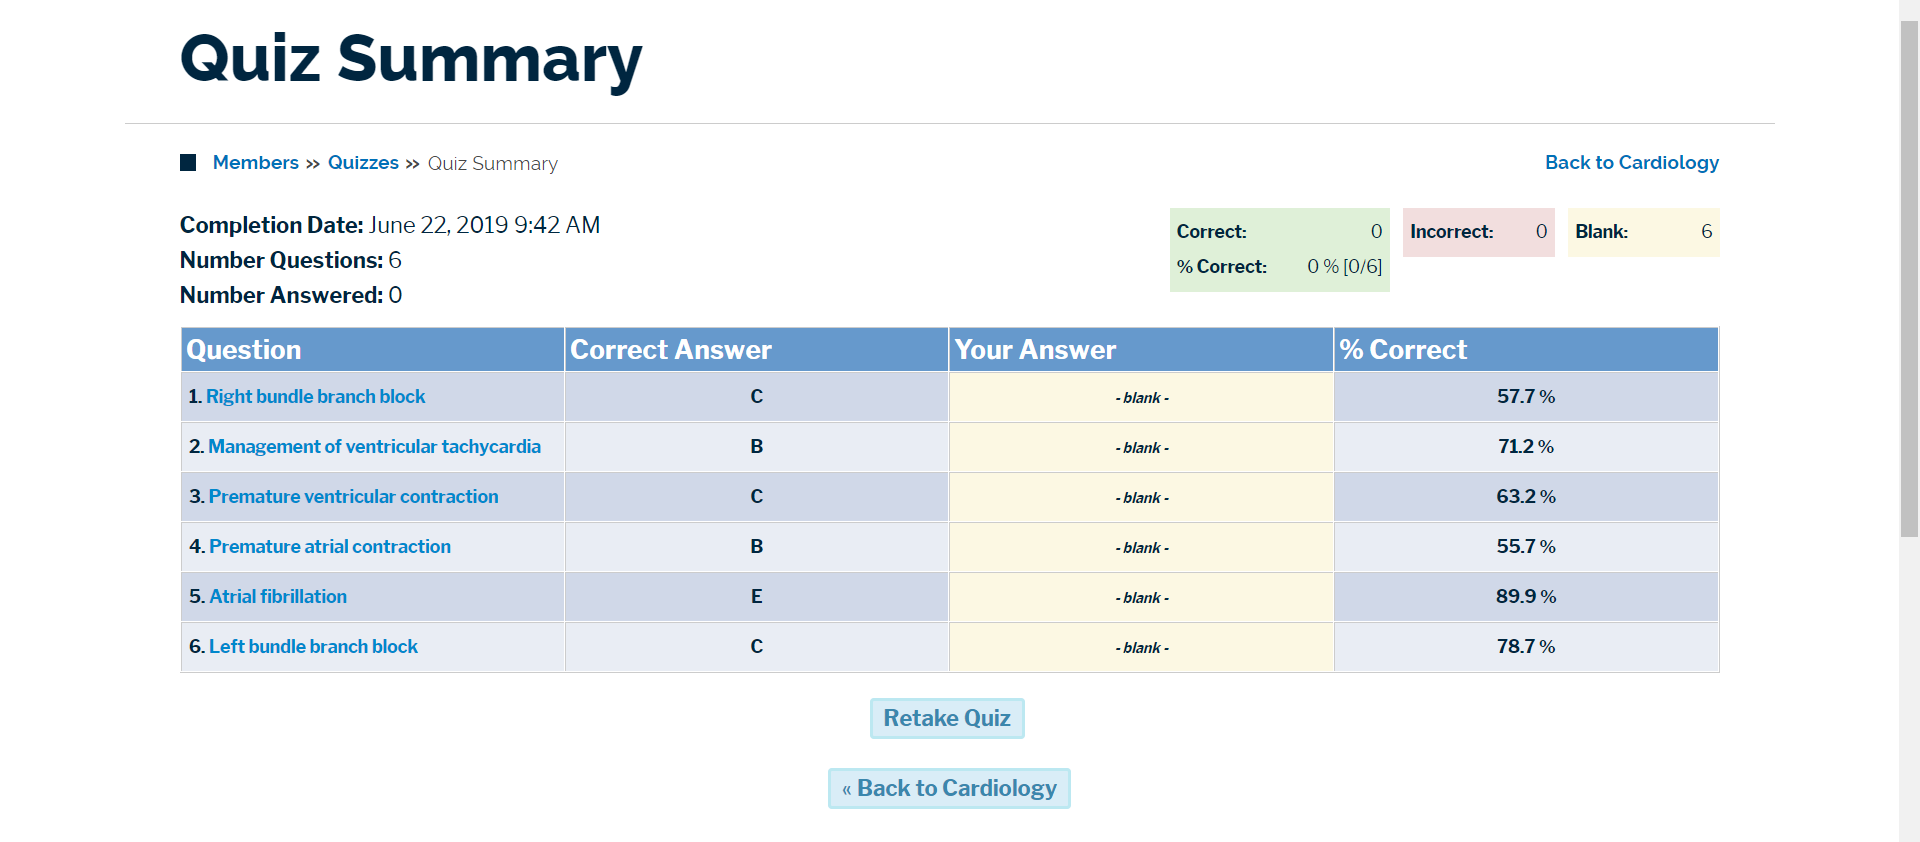 Quiz Summary
Members » Quizzes » Quiz Summary
Back to Cardiology
Completion Date: June 22, 2019 9:42 AM
Number Questions: 6
Number Answered: 0
Correct: 0
% Correct: 0 % [0/6]
Incorrect: 0
Blank: 6
Question Correct Answer Your Answer % Correct
1. Right bundle branch block C - blank - 57.7 %
2. Management of ventricular tachycardia B - blank - 71.2 %
3. Premature ventricular contraction C - blank - 63.2 %
4. Premature atrial contraction B - blank - 55.7 %
5. Atrial fibrillation E - blank - 89.9 %
6. Left bundle branch block C - blank - 78.7 %
Retake Quiz
« Back to Cardiology